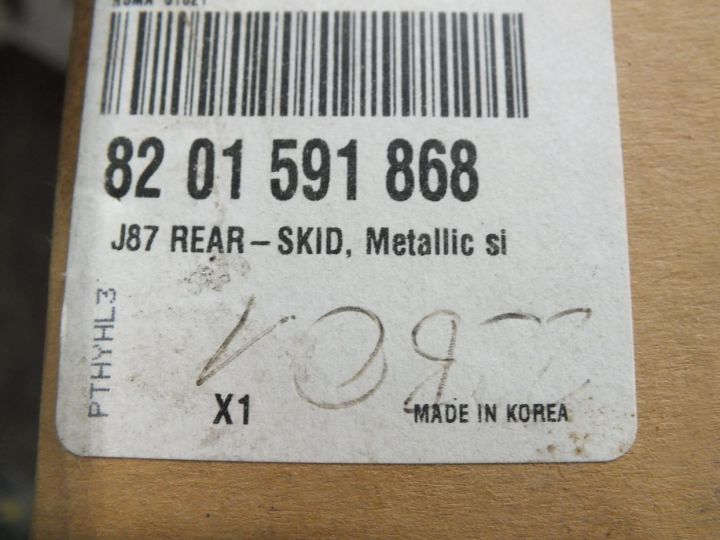 82 01 591 868
J87 REAR-SKID, Metallic si
PTHYHL3
X1
MADE IN KOREA